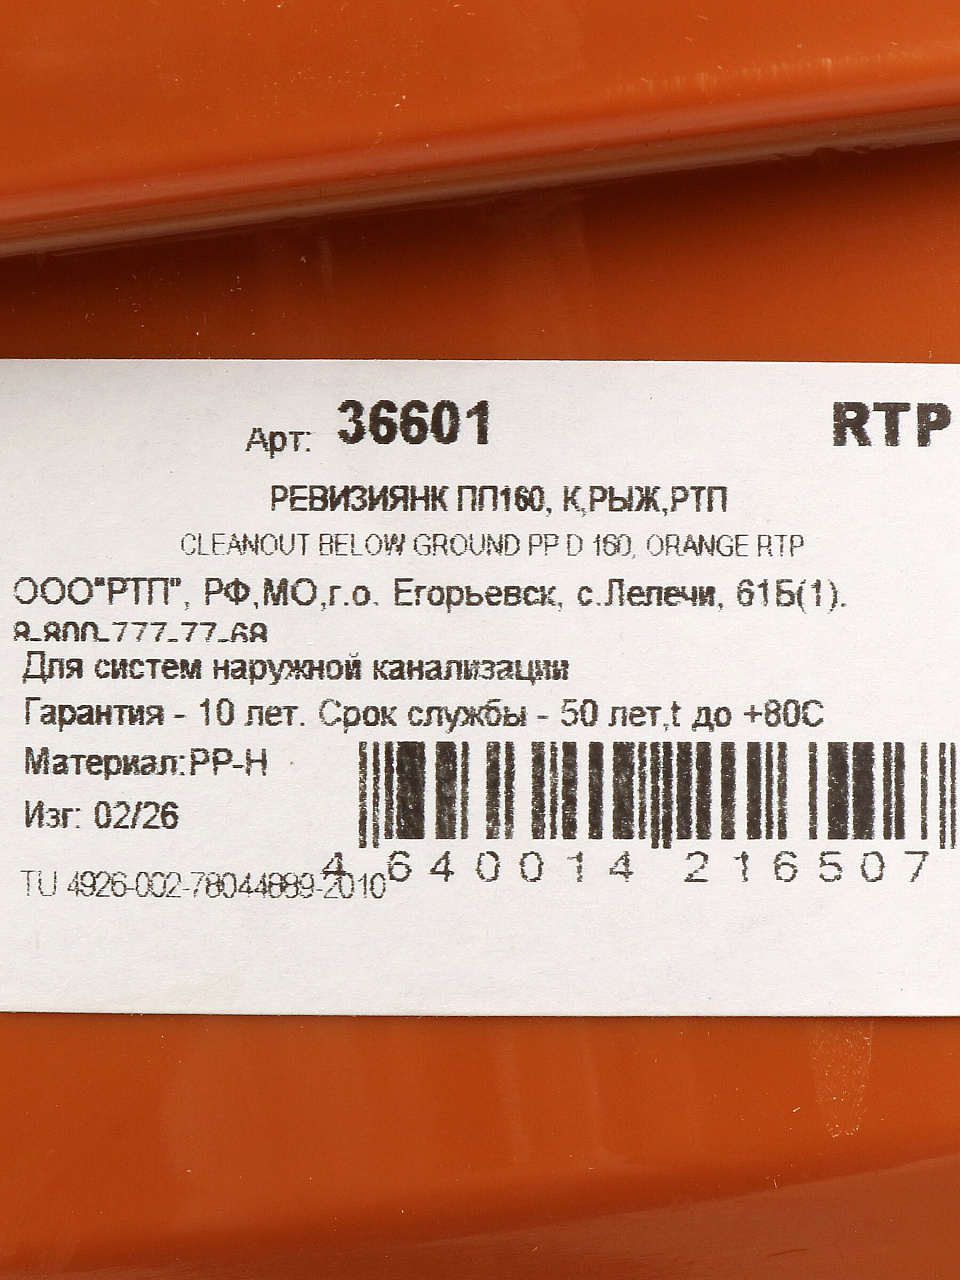 Арт: 36601 RTP
РЕВИЗИЯНК ПП160, К,РЫЖ,РТП
CLEANOUT BELOW GROUND PP D 160, ORANGE RTP
ООО"РТП", РФ,МО,г.о. Егорьевск, с.Лелечи, 61Б(1).
8-800-777-77-68
Для систем наружной канализации
Гарантия - 10 лет. Срок службы - 50 лет,t до +80С
Материал:PP-H
Изг: 02/26
4 640014 216507
TU 4926-002-78044889-2010